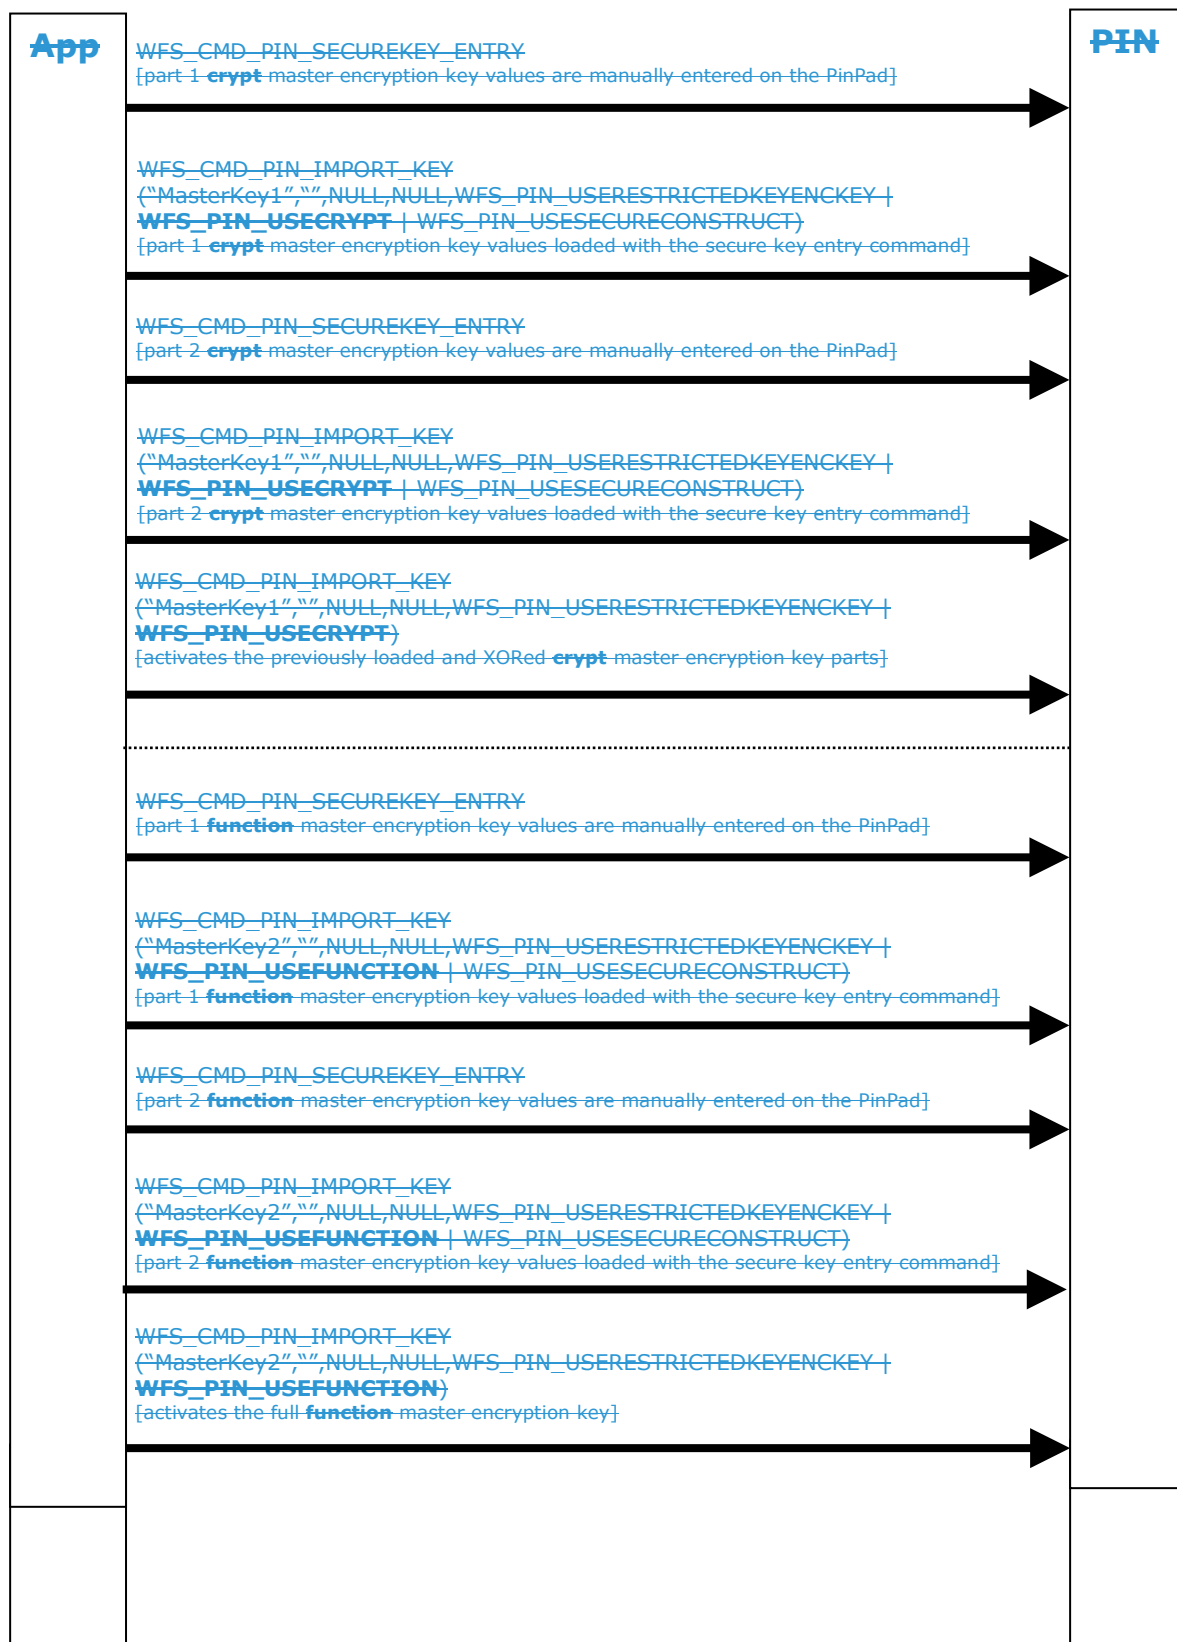 App
PIN
WFS_CMD_PIN_SECUREKEY_ENTRY
[part 1 crypt master encryption key values are manually entered on the PinPad]
WFS_CMD_PIN_IMPORT_KEY
(“MasterKey1”,“”,NULL,NULL,WFS_PIN_USERESTRICTEDKEYENCKEY |
WFS_PIN_USECRYPT | WFS_PIN_USESECURECONSTRUCT)
[part 1 crypt master encryption key values loaded with the secure key entry command]
WFS_CMD_PIN_SECUREKEY_ENTRY
[part 2 crypt master encryption key values are manually entered on the PinPad]
WFS_CMD_PIN_IMPORT_KEY
(“MasterKey1”,“”,NULL,NULL,WFS_PIN_USERESTRICTEDKEYENCKEY |
WFS_PIN_USECRYPT | WFS_PIN_USESECURECONSTRUCT)
[part 2 crypt master encryption key values loaded with the secure key entry command]
WFS_CMD_PIN_IMPORT_KEY
(“MasterKey1”,“”,NULL,NULL,WFS_PIN_USERESTRICTEDKEYENCKEY |
WFS_PIN_USECRYPT)
[activates the previously loaded and XORed crypt master encryption key parts]
WFS_CMD_PIN_SECUREKEY_ENTRY
[part 1 function master encryption key values are manually entered on the PinPad]
WFS_CMD_PIN_IMPORT_KEY
(“MasterKey2”,“”,NULL,NULL,WFS_PIN_USERESTRICTEDKEYENCKEY |
WFS_PIN_USEFUNCTION | WFS_PIN_USESECURECONSTRUCT)
[part 1 function master encryption key values loaded with the secure key entry command]
WFS_CMD_PIN_SECUREKEY_ENTRY
[part 2 function master encryption key values are manually entered on the PinPad]
WFS_CMD_PIN_IMPORT_KEY
(“MasterKey2”,“”,NULL,NULL,WFS_PIN_USERESTRICTEDKEYENCKEY |
WFS_PIN_USEFUNCTION | WFS_PIN_USESECURECONSTRUCT)
[part 2 function master encryption key values loaded with the secure key entry command]
WFS_CMD_PIN_IMPORT_KEY
(“MasterKey2”,“”,NULL,NULL,WFS_PIN_USERESTRICTEDKEYENCKEY |
WFS_PIN_USEFUNCTION)
[activates the full function master encryption key]